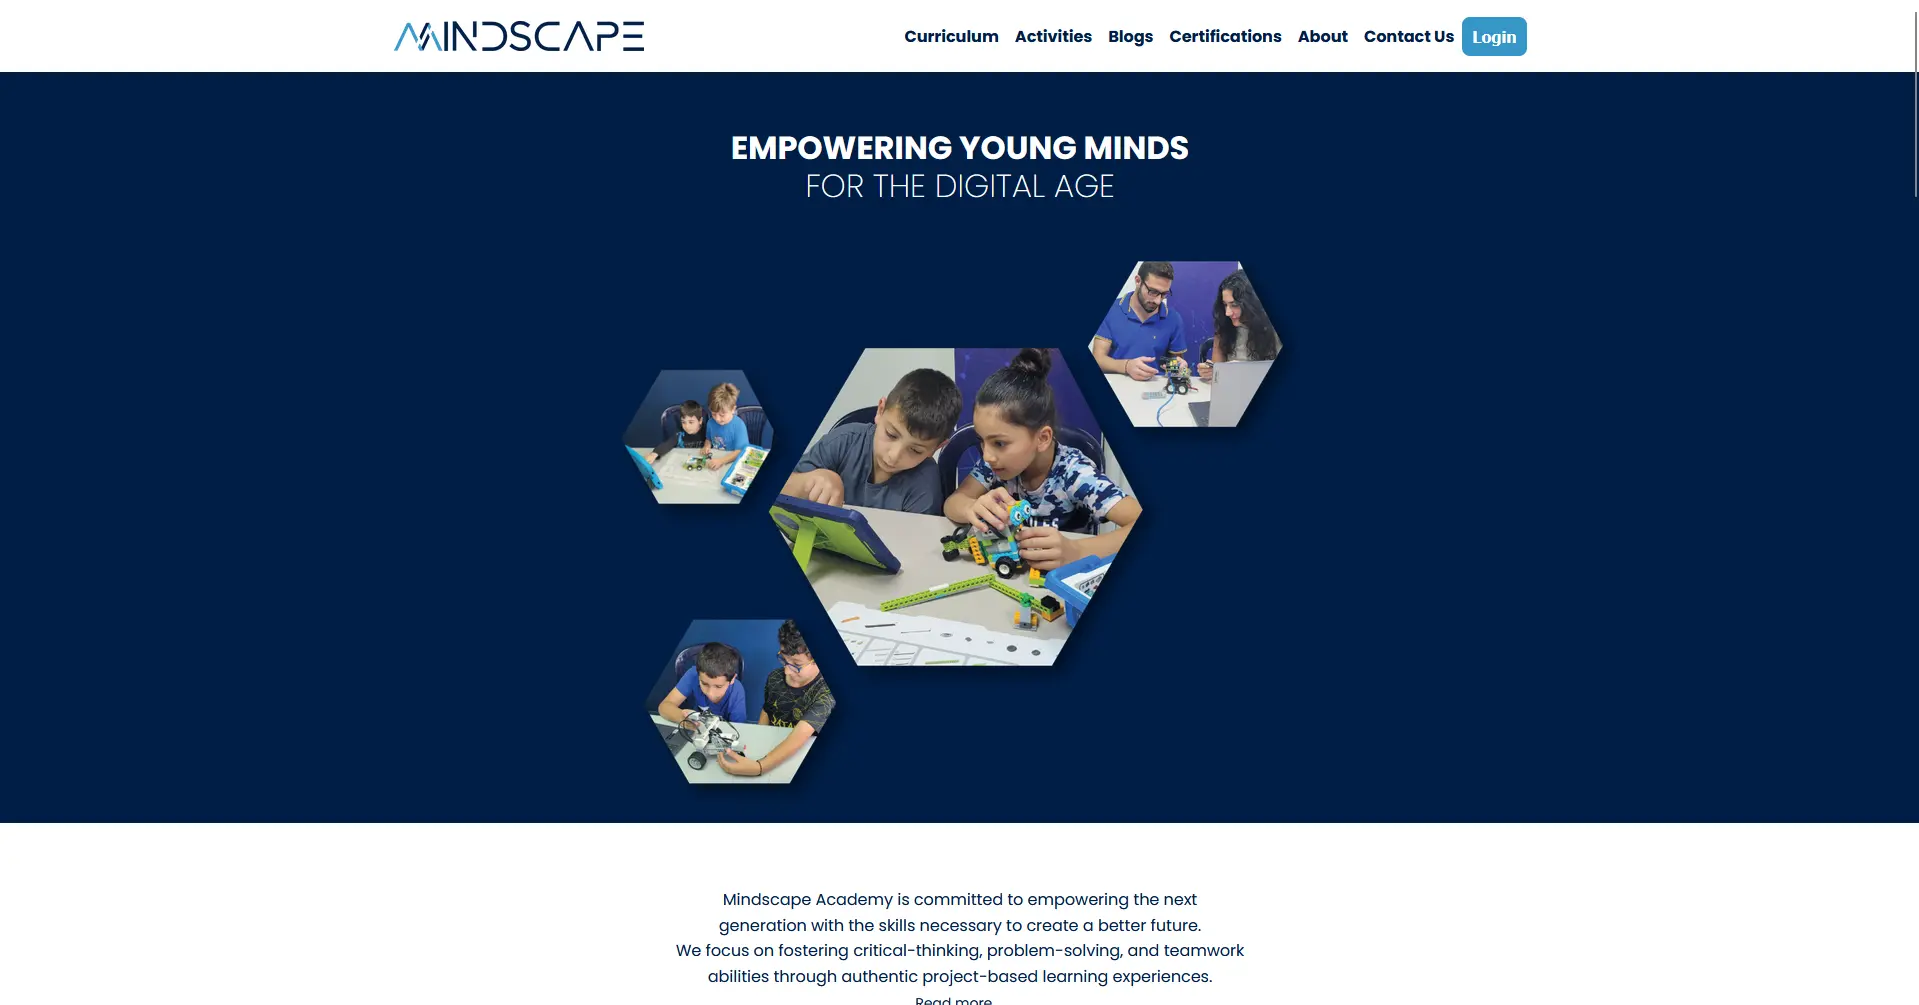 MINDSCAPE
Curriculum Activities Blogs Certifications About Contact Us Login
EMPOWERING YOUNG MINDS
FOR THE DIGITAL AGE
Mindscape Academy is committed to empowering the next
generation with the skills necessary to create a better future.
We focus on fostering critical-thinking, problem-solving, and teamwork
abilities through authentic project-based learning experiences.
Read more